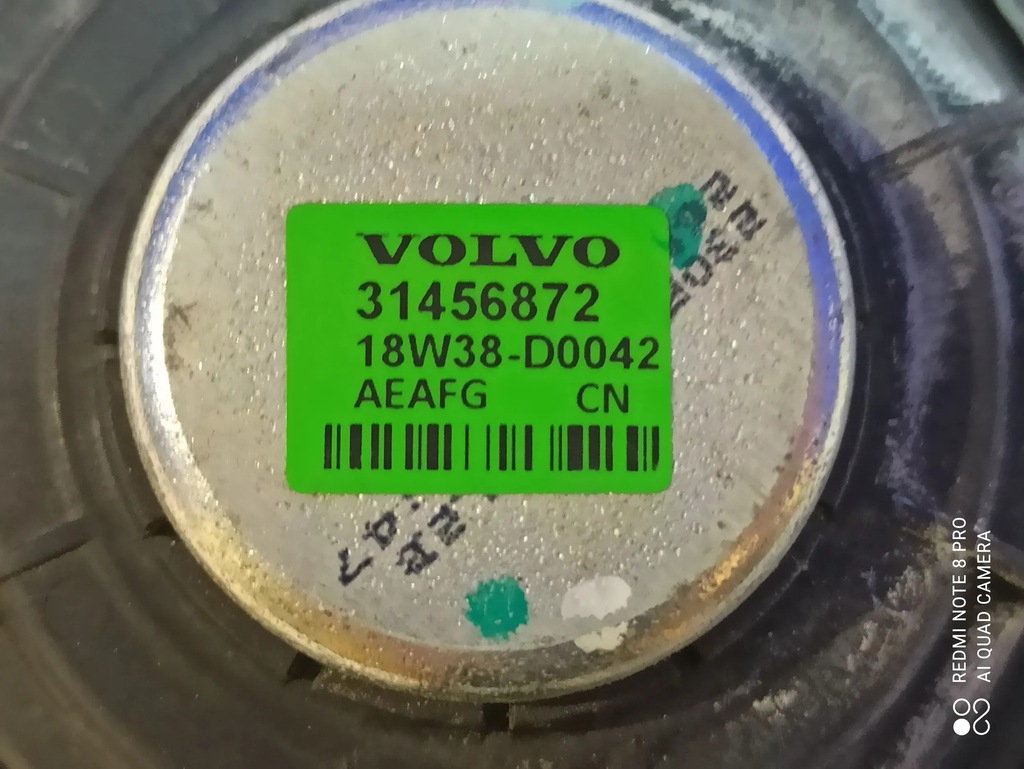 VOLVO
31456872
18W38-D0042
AEAFG CN
REDMI NOTE 8 PRO
AI QUAD CAMERA